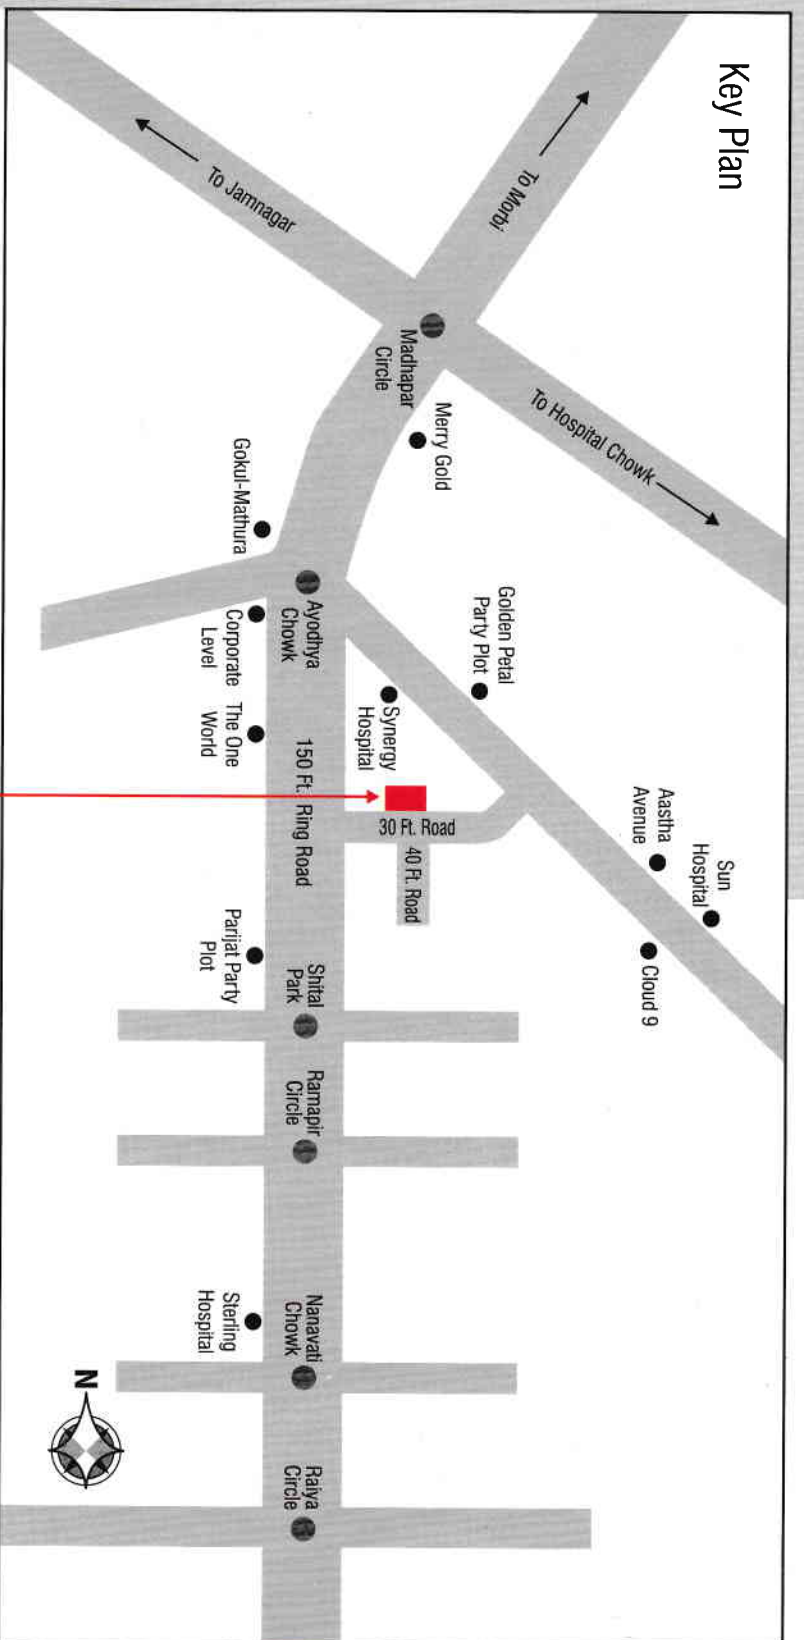 Key Plan
To Morbi
To Jamnagar
To Hospital Chowk
Madhapar
Circle
Merry Gold
Gokul-Mathura
Ayodhya
Chowk
Corporate
Level
The One
World
Golden Petal
Party Plot
Synergy
Hospital
150 Ft. Ring Road
30 Ft. Road
40 Ft. Road
Aastha
Avenue
Sun
Hospital
Cloud 9
Parijat Party
Plot
Shital
Park
Ramapir
Circle
Sterling
Hospital
Nanavati
Chowk
Raiya
Circle
N